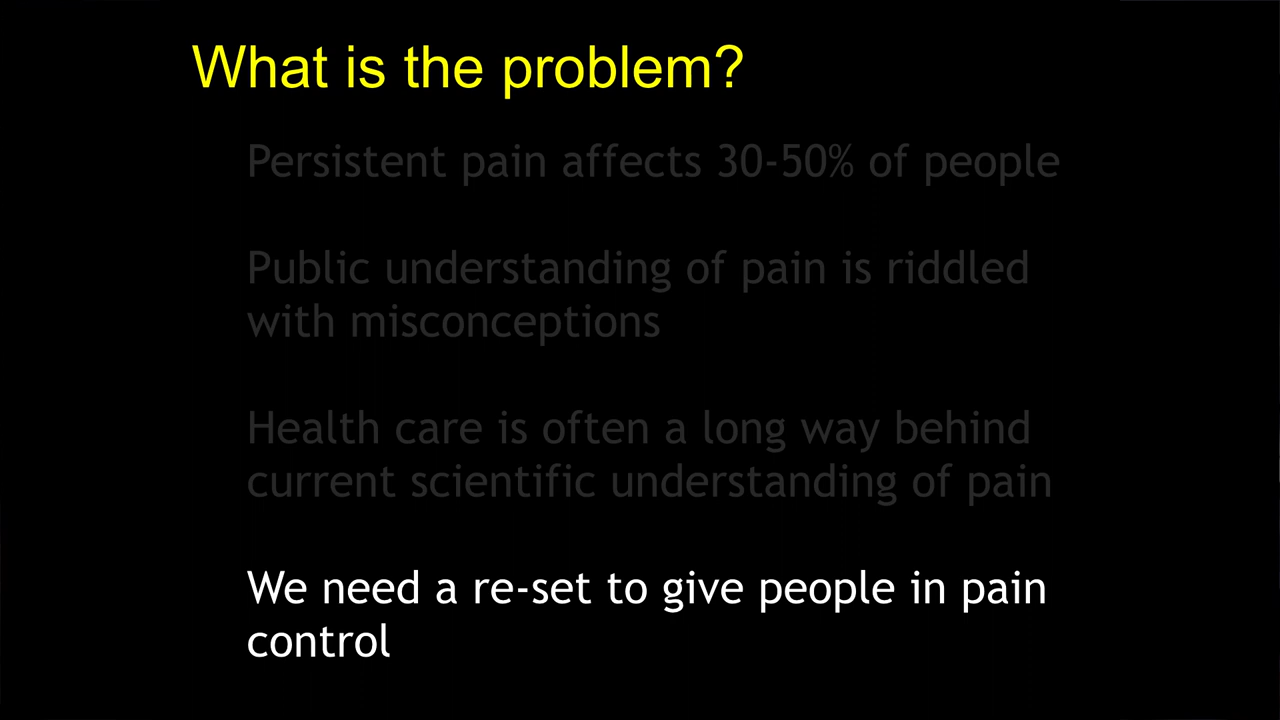 What is the problem?
Persistent pain affects 30-50% of people
Public understanding of pain is riddled
with misconceptions
Health care is often a long way behind
current scientific understanding of pain
We need a re-set to give people in pain
control